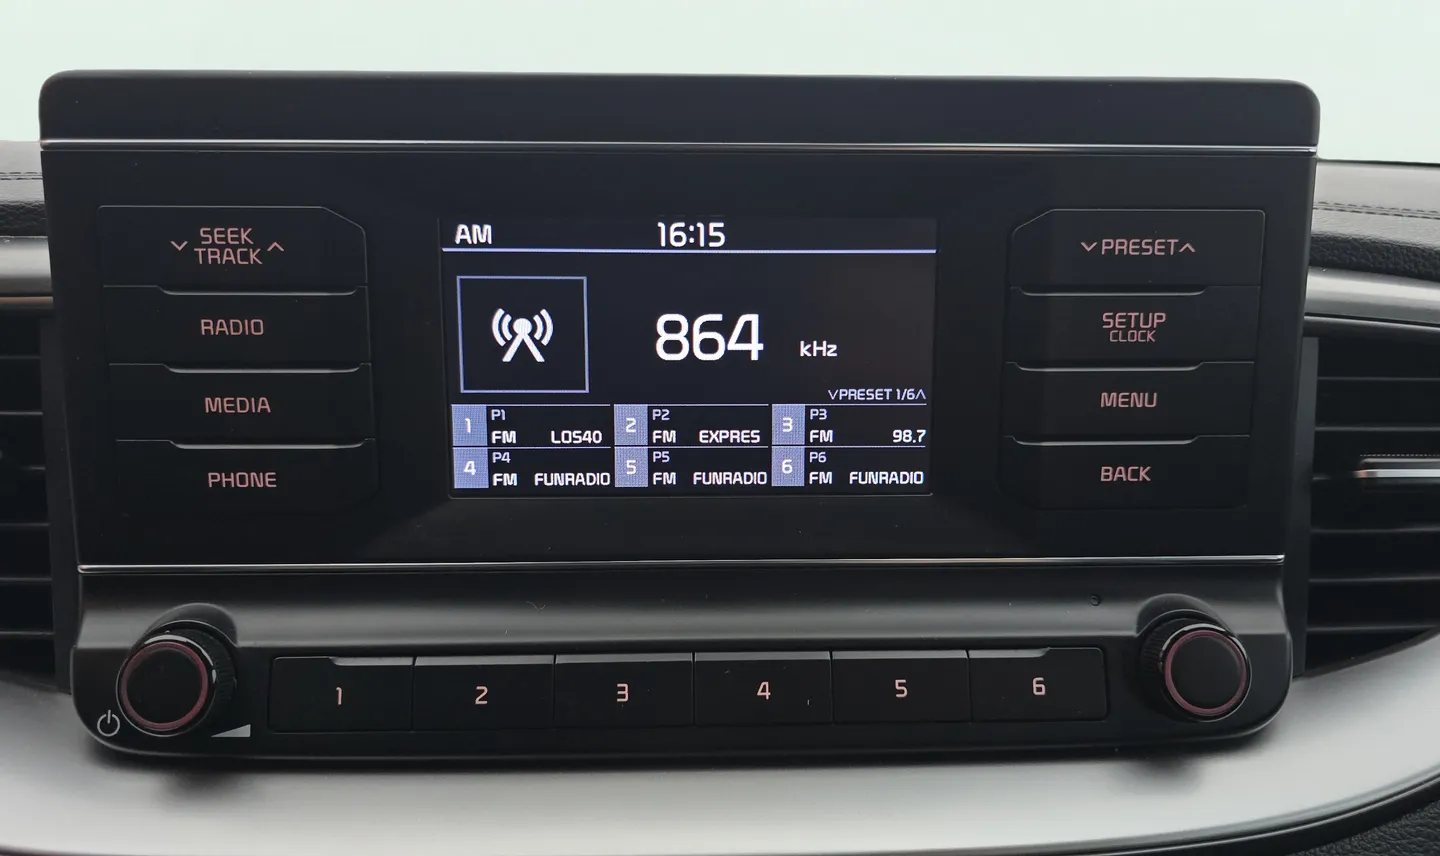 SEEK
TRACK
RADIO
MEDIA
PHONE
AM 16:15
864 kHz
PRESET 1/6
1 P1 FM LOS40
2 P2 FM EXPRES
3 P3 FM 98.7
4 P4 FM FUNRADIO
5 P5 FM FUNRADIO
6 P6 FM FUNRADIO
PRESET
SETUP
CLOCK
MENU
BACK
1 2 3 4 5 6